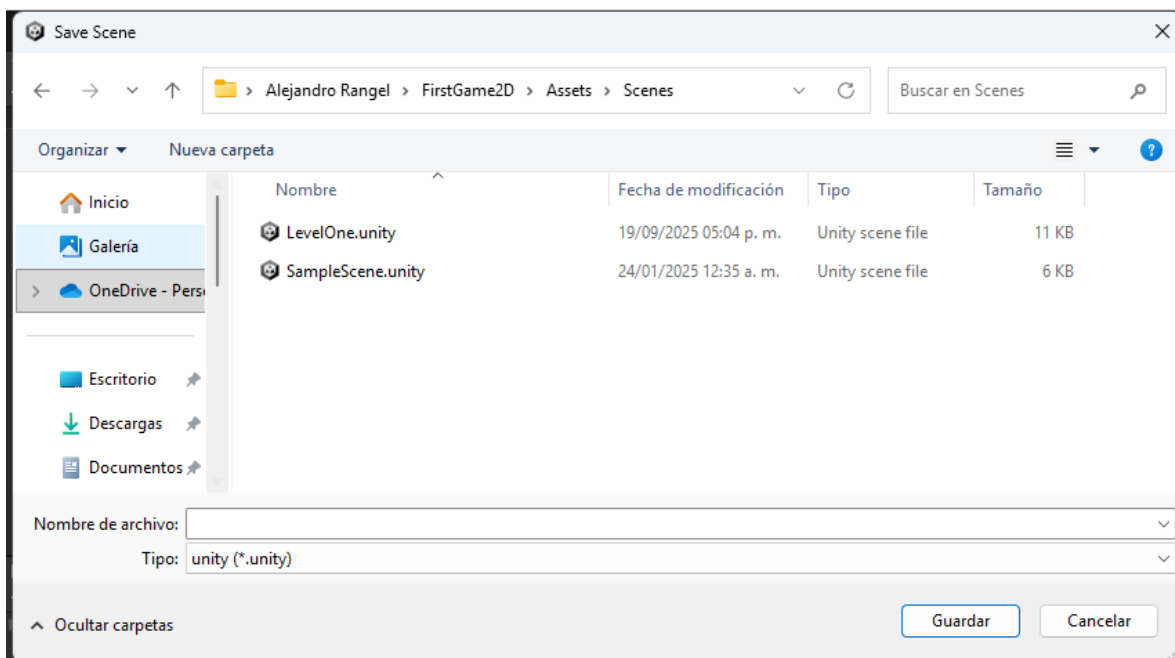 Save Scene
Alejandro Rangel > FirstGame2D > Assets > Scenes
Buscar en Scenes
Organizar
Nueva carpeta
Inicio
Galería
OneDrive - Pers
Nombre
Fecha de modificación
Tipo
Tamaño
LevelOne.unity
19/09/2025 05:04 p. m.
Unity scene file
11 KB
SampleScene.unity
24/01/2025 12:35 a. m.
Unity scene file
6 KB
Escritorio
Descargas
Documentos
Nombre de archivo:
Tipo: unity (*.unity)
Ocultar carpetas
Guardar
Cancelar